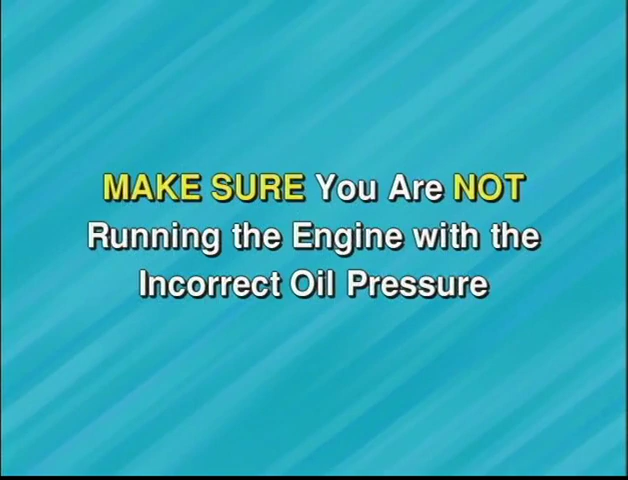 MAKE SURE You Are NOT
Running the Engine with the
Incorrect Oil Pressure